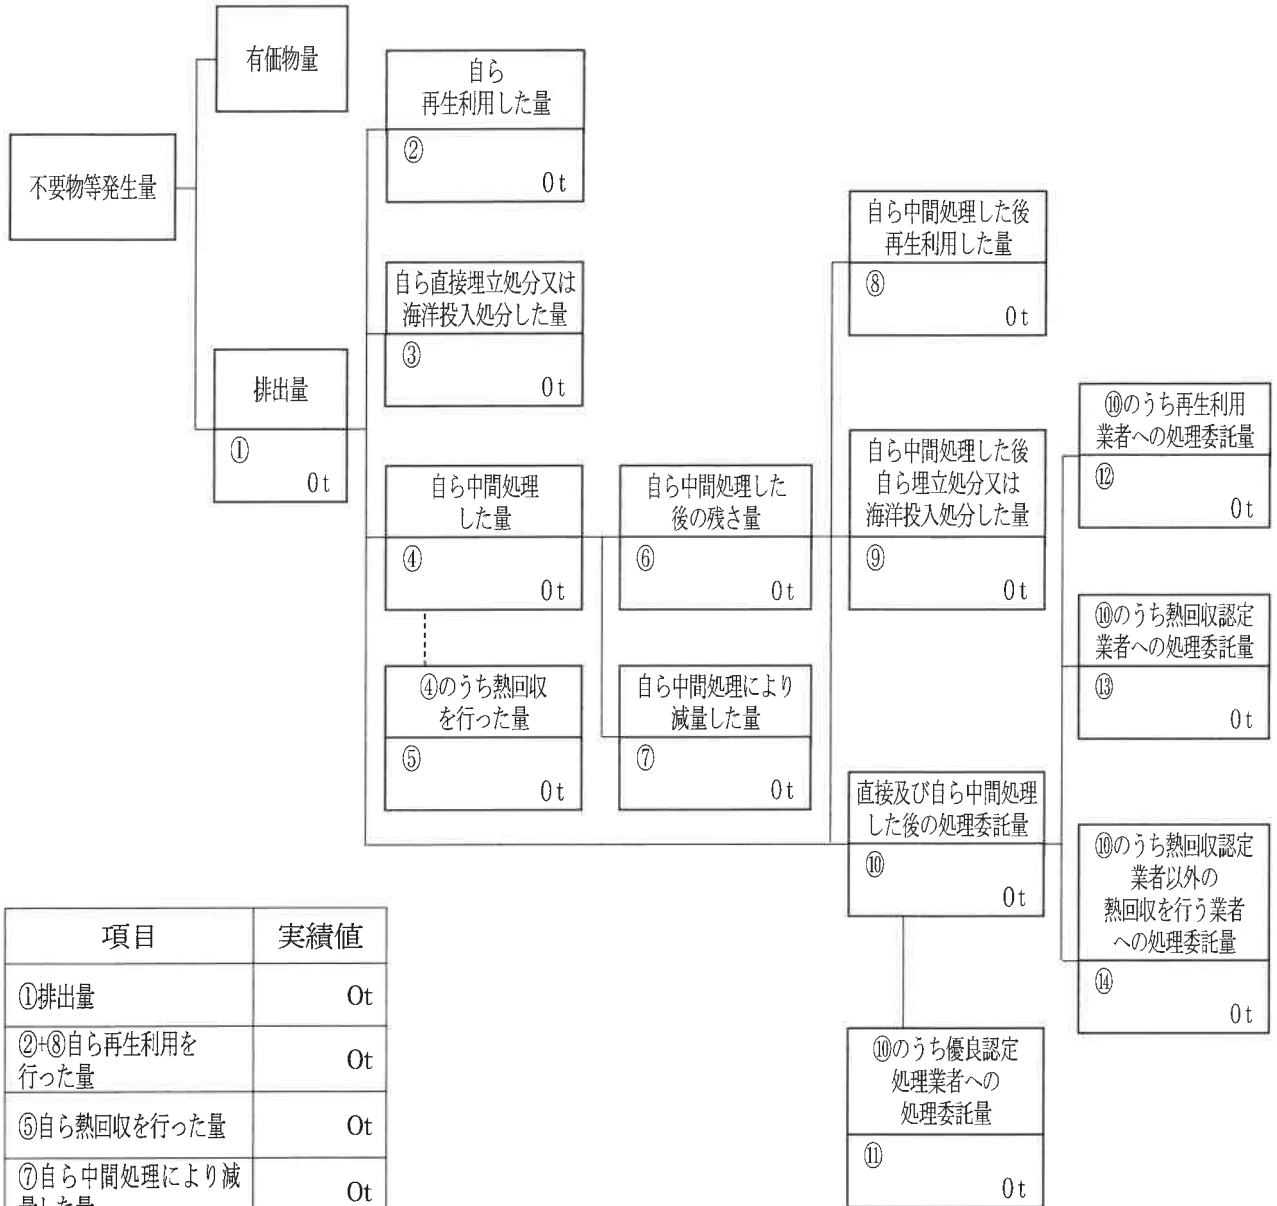 有価物量
自ら
再生利用した量
②
0t
不要物等発生量
自ら中間処理した後
再生利用した量
⑧
0t
自ら直接埋立処分又は
海洋投入処分した量
③
0t
排出量
①
0t
⑩のうち再生利用
業者への処理委託量
⑫
0t
自ら中間処理した後
自ら埋立処分又は
海洋投入処分した量
⑨
0t
自ら中間処理
した量
④
0t
自ら中間処理した
後の残さ量
⑥
0t
⑩のうち熱回収認定
業者への処理委託量
⑬
0t
④のうち熱回収
を行った量
⑤
0t
自ら中間処理により
減量した量
⑦
0t
直接及び自ら中間処理
した後の処理委託量
⑩
0t
⑩のうち熱回収認定
業者以外の
熱回収を行う業者
への処理委託量
⑭
0t
⑩のうち優良認定
処理業者への
処理委託量
⑪
0t
項目 実績値
①排出量 0t
②+⑧自ら再生利用を
行った量 0t
⑤自ら熱回収を行った量 0t
⑦自ら中間処理により減
量した量 0t